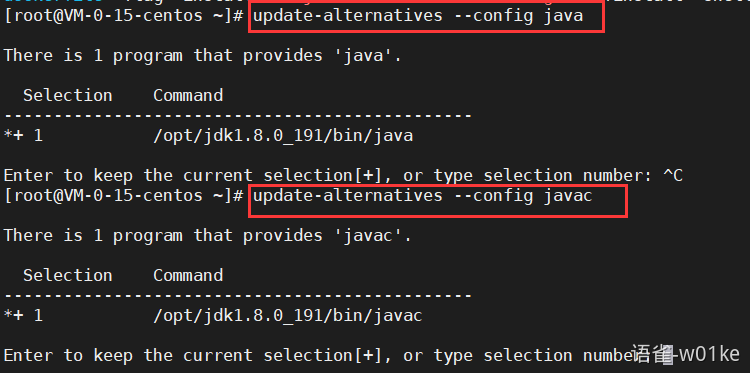 [root@VM-0-15-centos ~]# update-alternatives --config java
There is 1 program that provides 'java'.
Selection    Command
-----------------------------------------------
*+ 1           /opt/jdk1.8.0_191/bin/java
Enter to keep the current selection[+], or type selection number: ^C
[root@VM-0-15-centos ~]# update-alternatives --config javac
There is 1 program that provides 'javac'.
Selection    Command
-----------------------------------------------
*+ 1           /opt/jdk1.8.0_191/bin/javac
Enter to keep the current selection[+], or type selection number:
语雀-w01ke